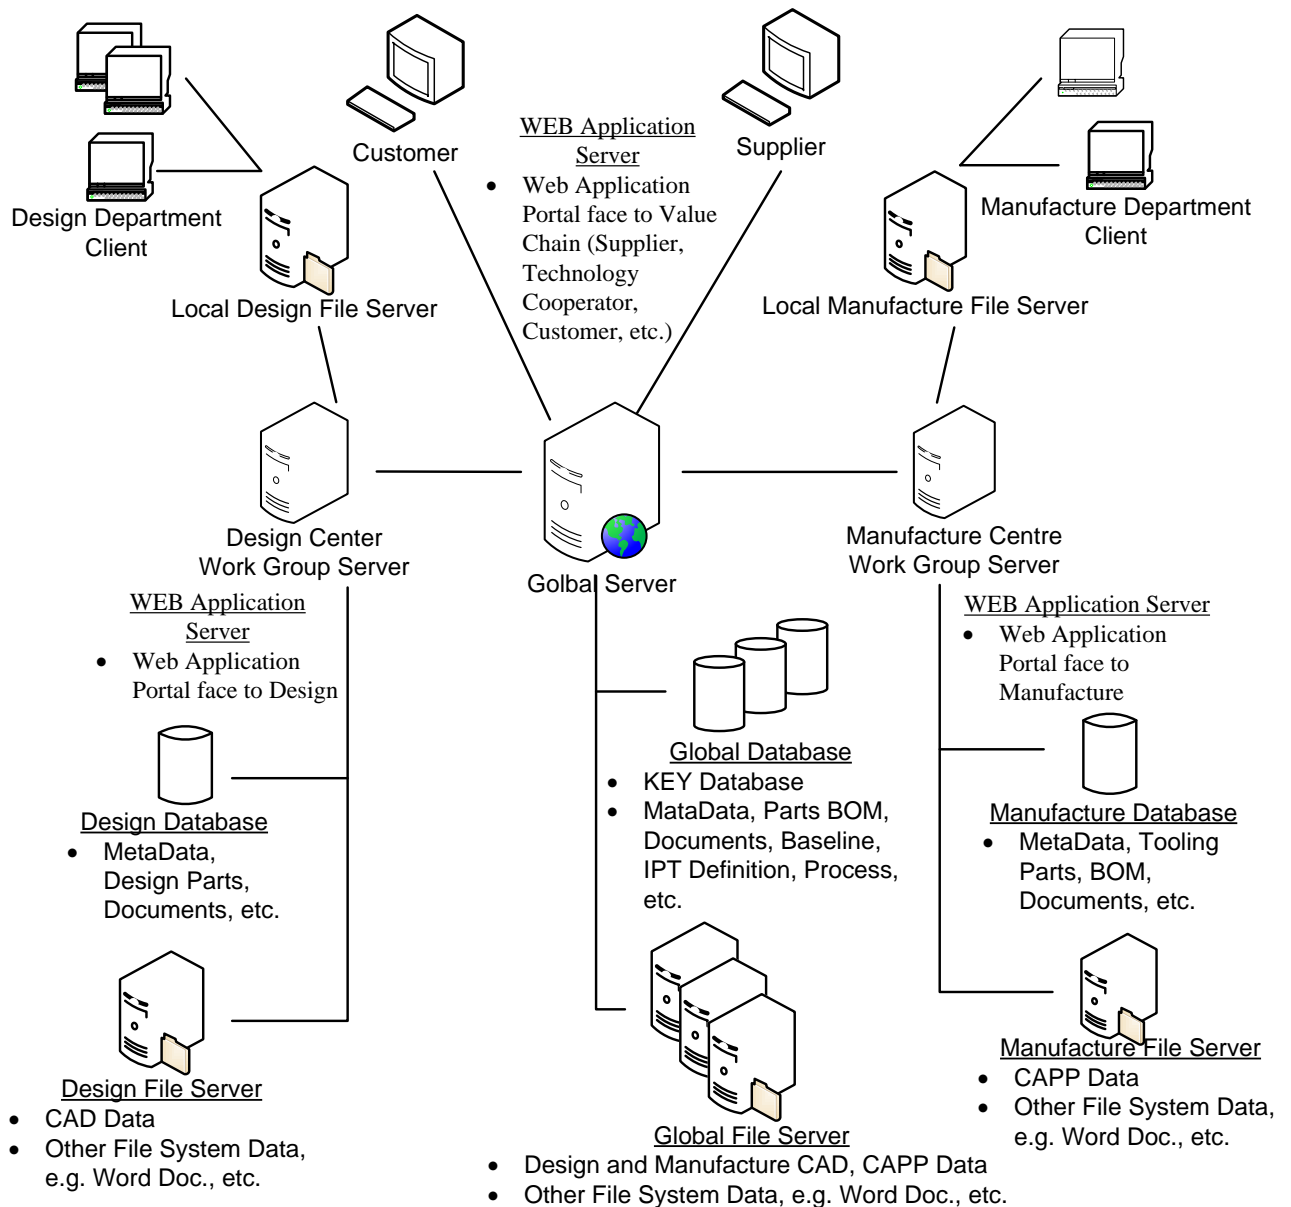 Customer
Supplier
WEB Application
Server
• Web Application
Portal face to Value
Chain (Supplier,
Technology
Cooperator,
Customer, etc.)
Design Department
Client
Manufacture Department
Client
Local Design File Server
Local Manufacture File Server
Design Center
Work Group Server
Golbal Server
Manufacture Centre
Work Group Server
WEB Application
Server
• Web Application
Portal face to Design
WEB Application Server
• Web Application
Portal face to
Manufacture
Design Database
• MetaData,
Design Parts,
Documents, etc.
Global Database
• KEY Database
• MataData, Parts BOM,
Documents, Baseline,
IPT Definition, Process,
etc.
Manufacture Database
• MetaData, Tooling
Parts, BOM,
Documents, etc.
Design File Server
• CAD Data
• Other File System Data,
e.g. Word Doc., etc.
Global File Server
• Design and Manufacture CAD, CAPP Data
• Other File System Data, e.g. Word Doc., etc.
Manufacture File Server
• CAPP Data
• Other File System Data,
e.g. Word Doc., etc.